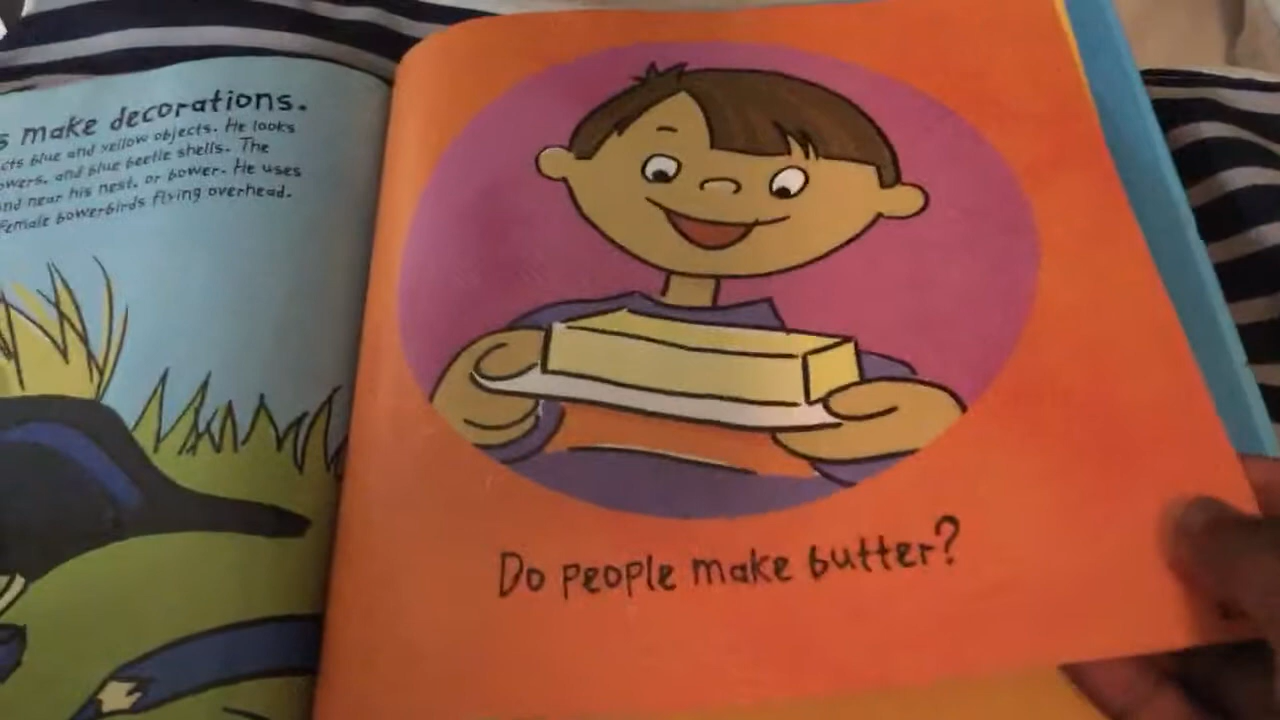 make decorations.
blue and yellow objects. He looks
and blue beetle shells. The
near his nest, or bower. He uses
female bowerbirds flying overhead.
Do people make butter?